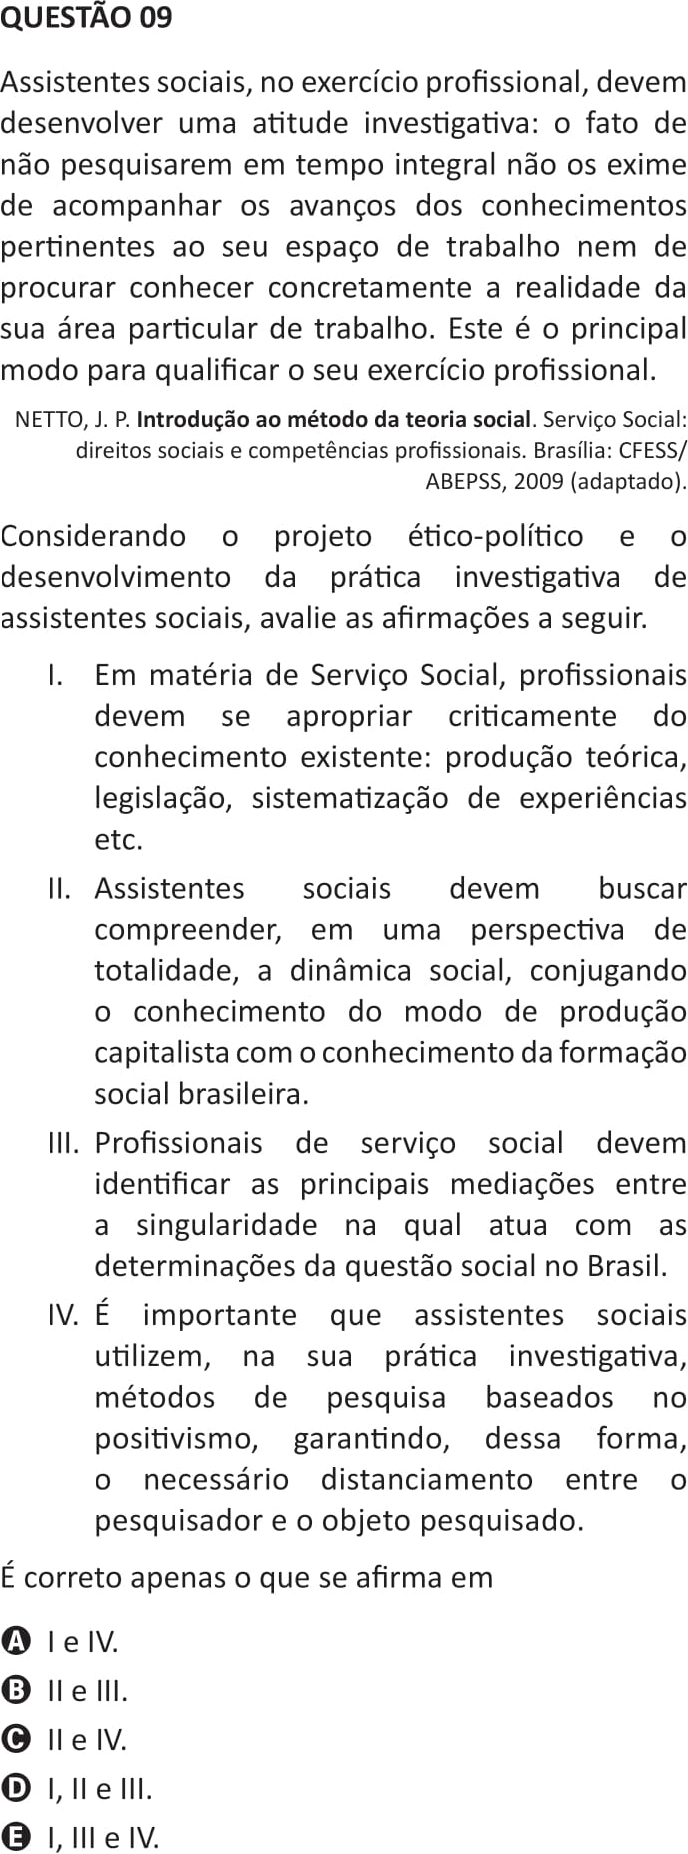 QUESTÃO 09
Assistentes sociais, no exercício profissional, devem
desenvolver uma atitude investigativa: o fato de
não pesquisarem em tempo integral não os exime
de acompanhar os avanços dos conhecimentos
pertinentes ao seu espaço de trabalho nem de
procurar conhecer concretamente a realidade da
sua área particular de trabalho. Este é o principal
modo para qualificar o seu exercício profissional.
NETTO, J. P. Introdução ao método da teoria social. Serviço Social:
direitos sociais e competências profissionais. Brasília: CFESS/
ABEPSS, 2009 (adaptado).
Considerando o projeto ético-político e o
desenvolvimento da prática investigativa de
assistentes sociais, avalie as afirmações a seguir.
I. Em matéria de Serviço Social, profissionais
devem se apropriar criticamente do
conhecimento existente: produção teórica,
legislação, sistematização de experiências
etc.
II. Assistentes sociais devem buscar
compreender, em uma perspectiva de
totalidade, a dinâmica social, conjugando
o conhecimento do modo de produção
capitalista com o conhecimento da formação
social brasileira.
III. Profissionais de serviço social devem
identificar as principais mediações entre
a singularidade na qual atua com as
determinações da questão social no Brasil.
IV. É importante que assistentes sociais
utilizem, na sua prática investigativa,
métodos de pesquisa baseados no
positivismo, garantindo, dessa forma,
o necessário distanciamento entre o
pesquisador e o objeto pesquisado.
É correto apenas o que se afirma em
A I e IV.
B II e III.
C II e IV.
D I, II e III.
E I, III e IV.